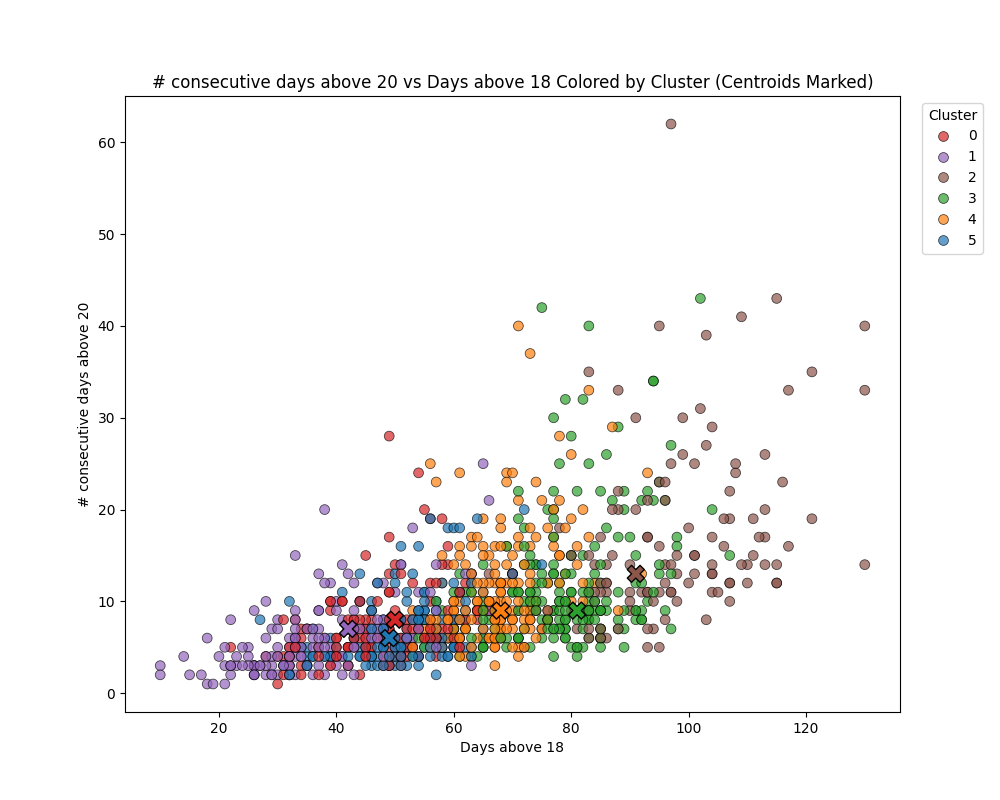 # consecutive days above 20 vs Days above 18 Colored by Cluster (Centroids Marked)
Cluster
0
1
2
3
4
5
# consecutive days above 20
60
50
40
30
20
10
0
20 40 60 80 100 120
Days above 18